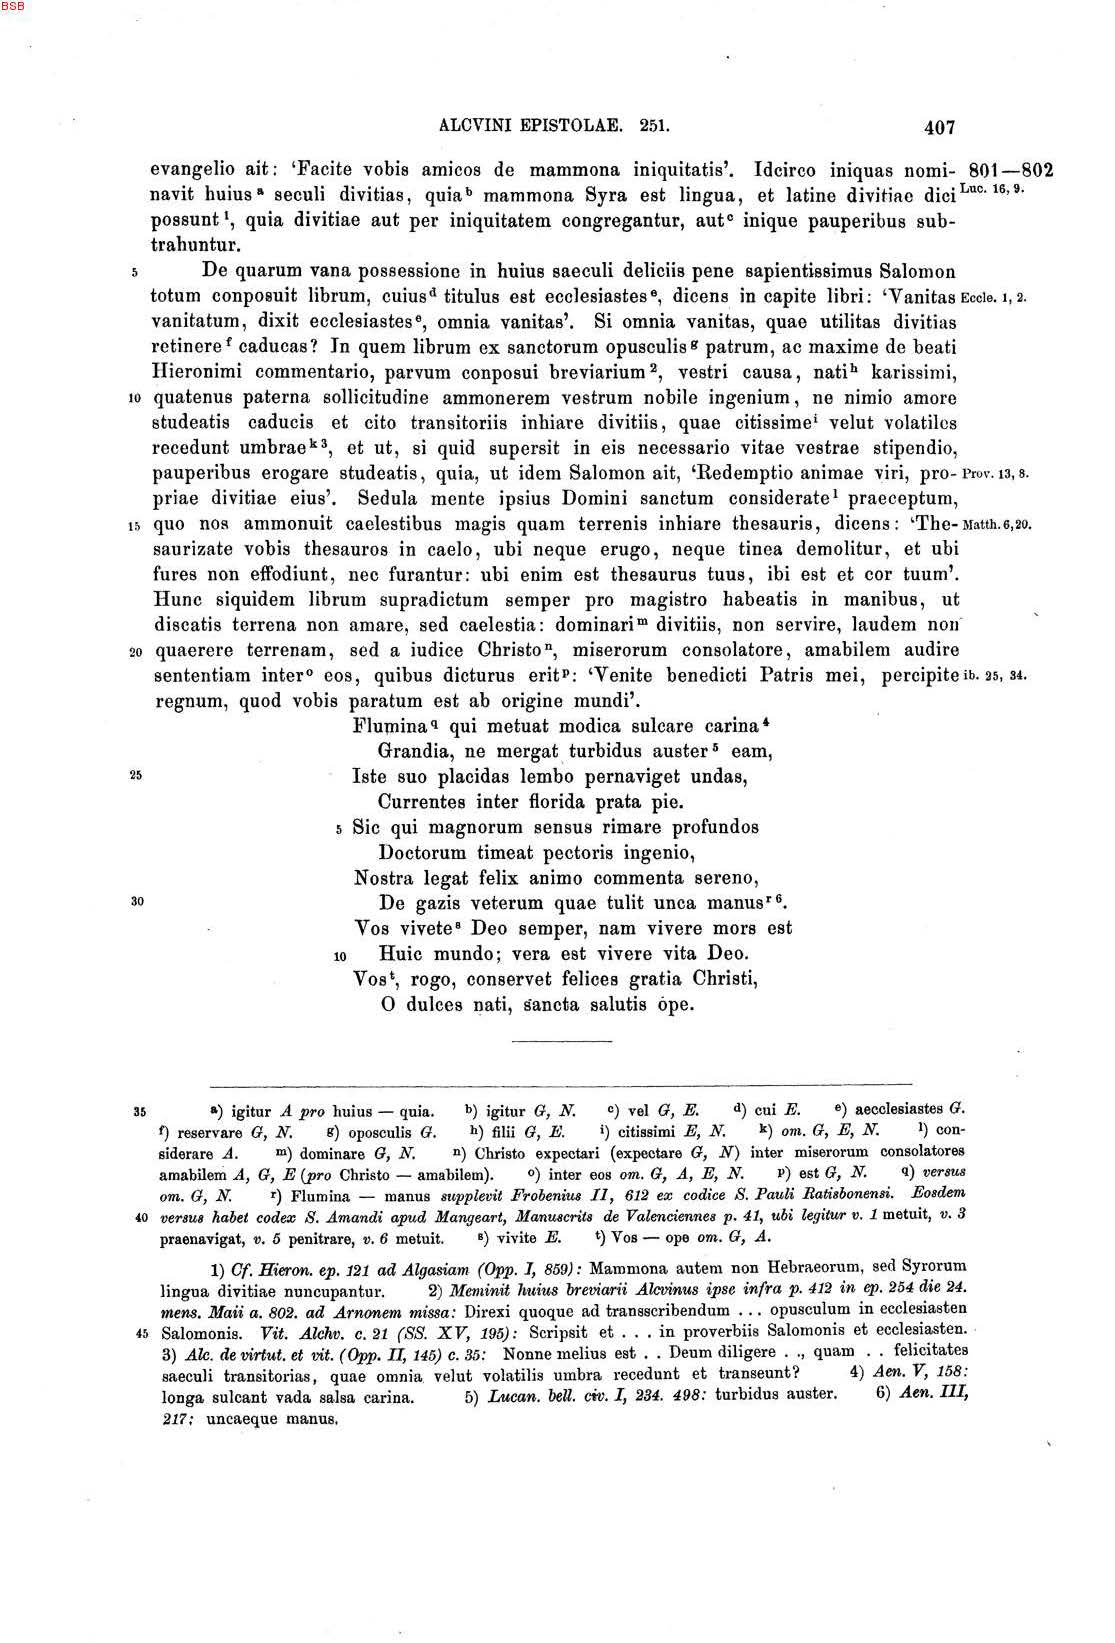 BSB
ALCVINI EPISTOLAE. 251. 407
evangelio ait: ‘Facite vobis amicos de mammona iniquitatis’. Idcirco iniquas nomi- 801—802
navit huius a seculi divitias, quia b mammona Syra est lingua, et latine divitiae dici Luc. 16, 9.
possunt 1, quia divitiae aut per iniquitatem congregantur, aut c inique pauperibus sub-
trahuntur.
5 De quarum vana possessione in huius saeculi deliciis pene sapientissimus Salomon
totum conposuit librum, cuius d titulus est ecclesiastes e, dicens in capite libri: ‘Vanitas Eccle. 1, 2.
vanitatum, dixit ecclesiastes e, omnia vanitas’. Si omnia vanitas, quae utilitas divitias
retinere f caducas? In quem librum ex sanctorum opusculis g patrum, ac maxime de beati
Hieronimi commentario, parvum conposui breviarium 2, vestri causa, nati h karissimi,
10 quatenus paterna sollicitudine ammonerem vestrum nobile ingenium, ne nimio amore
studeatis caducis et cito transitoriis inhiare divitiis, quae citissime i velut volatiles
recedunt umbrae k 3, et ut, si quid supersit in eis necessario vitae vestrae stipendio,
pauperibus erogare studeatis, quia, ut idem Salomon ait, ‘Redemptio animae viri, pro- Prov. 13, 8.
priae divitiae eius’. Sedula mente ipsius Domini sanctum considerate l praeceptum,
15 quo nos ammonuit caelestibus magis quam terrenis inhiare thesauris, dicens: ‘The- Matth. 6, 20.
saurizate vobis thesauros in caelo, ubi neque erugo, neque tinea demolitur, et ubi
fures non effodiunt, nec furantur: ubi enim est thesaurus tuus, ibi est et cor tuum’.
Hunc siquidem librum supradictum semper pro magistro habeatis in manibus, ut
discatis terrena non amare, sed caelestia: dominari m divitiis, non servire, laudem non
20 quaerere terrenam, sed a iudice Christo n, miserorum consolatore, amabilem audire
sententiam inter o eos, quibus dicturus erit p: ‘Venite benedicti Patris mei, percipite ib. 25, 34.
regnum, quod vobis paratum est ab origine mundi’.
Flumina q qui metuat modica sulcare carina 4
Grandia, ne mergat turbidus auster 5 eam,
25 Iste suo placidas lembo pernaviget undas,
Currentes inter florida prata pie.
5 Sic qui magnorum sensus rimare profundos
Doctorum timeat pectoris ingenio,
Nostra legat felix animo commenta sereno,
30 De gazis veterum quae tulit unca manus r 6.
Vos vivete s Deo semper, nam vivere mors est
10 Huic mundo; vera est vivere vita Deo.
Vos t, rogo, conservet felices gratia Christi,
O dulces nati, sancta salutis ope.
35 a) igitur A pro huius — quia. b) igitur G, N. c) vel G, E. d) cui E. e) aecclesiastes G.
f) reservare G, N. g) oposculis G. h) filii G, E. i) citissimi E, N. k) om. G, E, N. l) con-
siderare A. m) dominare G, N. n) Christo expectari (expectare G, N) inter miserorum consolatores
amabilem A, G, E (pro Christo — amabilem). o) inter eos om. G, A, E, N. p) est G, N. q) versus
om. G, N. r) Flumina — manus supplevit Frobenius II, 612 ex codice S. Pauli Ratisbonensi. Eosdem
40 versus habet codex S. Amandi apud Mangeart, Manuscrits de Valenciennes p. 41, ubi legitur v. 1 metuit, v. 3
praenavigat, v. 5 penitrare, v. 6 metuit. s) vivite E. t) Vos — ope om. G, A.
1) Cf. Hieron. ep. 121 ad Algasiam (Opp. I, 859): Mammona autem non Hebraeorum, sed Syrorum
lingua divitiae nuncupantur. 2) Meminit huius breviarii Alcvinus ipse infra p. 412 in ep. 254 die 24.
mens. Maii a. 802. ad Arnonem missa: Direxi quoque ad transscribendum ... opusculum in ecclesiasten
45 Salomonis. Vit. Alchv. c. 21 (SS. XV, 195): Scripsit et . . . in proverbiis Salomonis et ecclesiasten.
3) Alc. de virtut. et vit. (Opp. II, 145) c. 35: Nonne melius est . . Deum diligere . ., quam . . felicitates
saeculi transitorias, quae omnia velut volatilis umbra recedunt et transeunt? 4) Aen. V, 158:
longa sulcant vada salsa carina. 5) Lucan. bell. civ. I, 234. 498: turbidus auster. 6) Aen. III,
217: uncaeque manus.